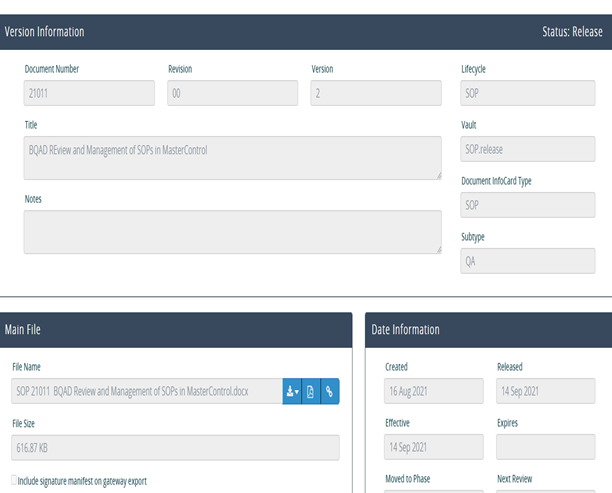 Version Information
Status: Release
Document Number
Revision
Version
Lifecycle
21011
00
2
SOP
Title
Vault
BQAD REview and Management of SOPs in MasterControl
SOP.release
Document InfoCard Type
Notes
SOP
Subtype
QA
Main File
Date Information
File Name
Created
Released
SOP 21011 BQAD Review and Management of SOPs in MasterControl.docx
16 Aug 2021
14 Sep 2021
File Size
Effective
Expires
616.87 KB
14 Sep 2021
Include signature manifest on gateway export
Moved to Phase
Next Review